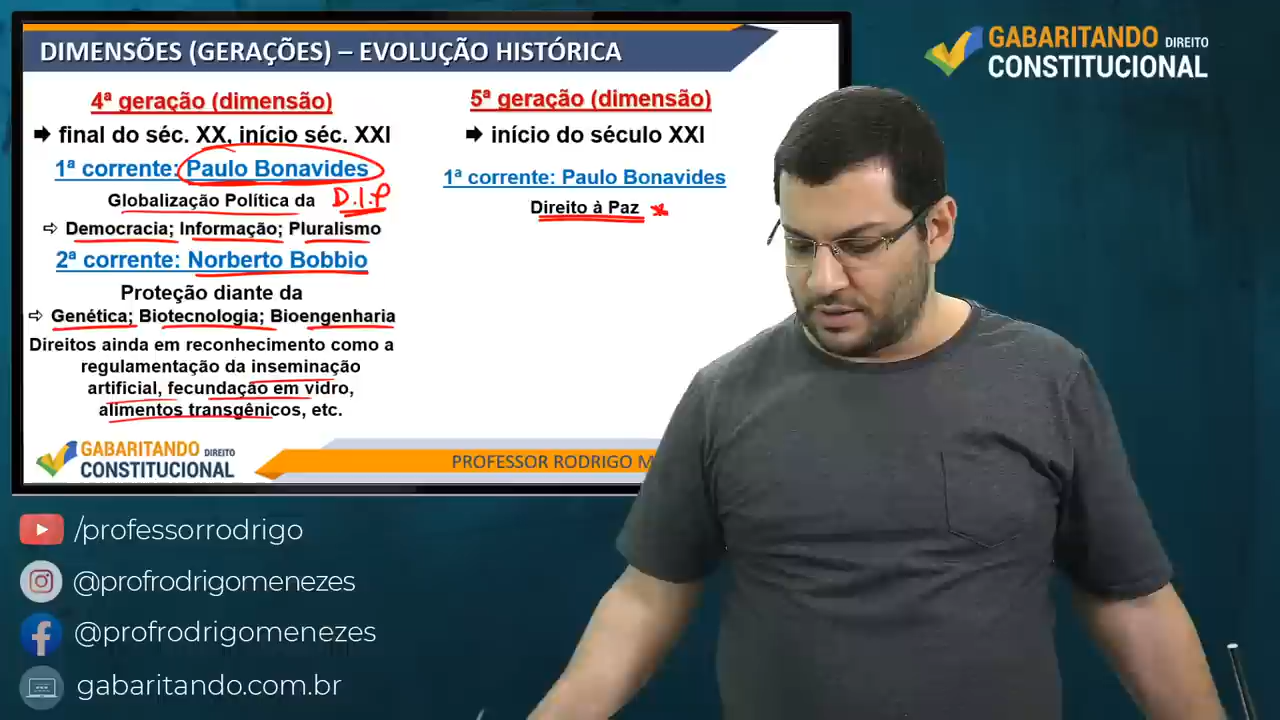 DIMENSÕES (GERAÇÕES) – EVOLUÇÃO HISTÓRICA
4ª geração (dimensão)
➡ final do séc. XX, início séc. XXI
1ª corrente: Paulo Bonavides
Globalização Política da D.I.P
⇨ Democracia; Informação; Pluralismo
2ª corrente: Norberto Bobbio
Proteção diante da
⇨ Genética; Biotecnologia; Bioengenharia
Direitos ainda em reconhecimento como a
regulamentação da inseminação
artificial, fecundação em vidro,
alimentos transgênicos, etc.
5ª geração (dimensão)
➡ início do século XXI
1ª corrente: Paulo Bonavides
Direito à Paz
GABARITANDO DIREITO
CONSTITUCIONAL
PROFESSOR RODRIGO M
GABARITANDO DIREITO
CONSTITUCIONAL
/professorrodrigo
@profrodrigomenezes
@profrodrigomenezes
gabaritando.com.br